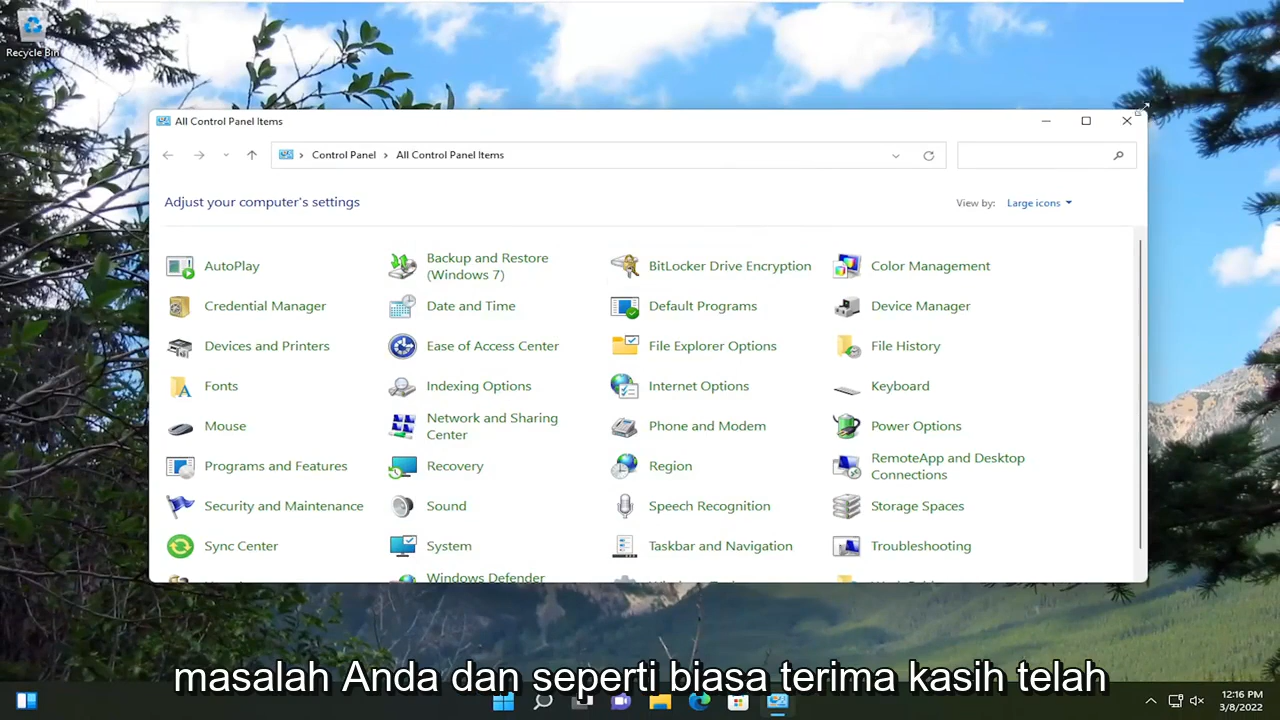 Recycle Bin
All Control Panel Items
Control Panel
All Control Panel Items
Adjust your computer's settings
View by: Large icons
AutoPlay
Backup and Restore
(Windows 7)
BitLocker Drive Encryption
Color Management
Credential Manager
Date and Time
Default Programs
Device Manager
Devices and Printers
Ease of Access Center
File Explorer Options
File History
Fonts
Indexing Options
Internet Options
Keyboard
Mouse
Network and Sharing
Center
Phone and Modem
Power Options
Programs and Features
Recovery
Region
RemoteApp and Desktop
Connections
Security and Maintenance
Sound
Speech Recognition
Storage Spaces
Sync Center
System
Taskbar and Navigation
Troubleshooting
Windows Defender
masalah Anda dan seperti biasa terima kasih telah
12:16 PM
3/8/2022